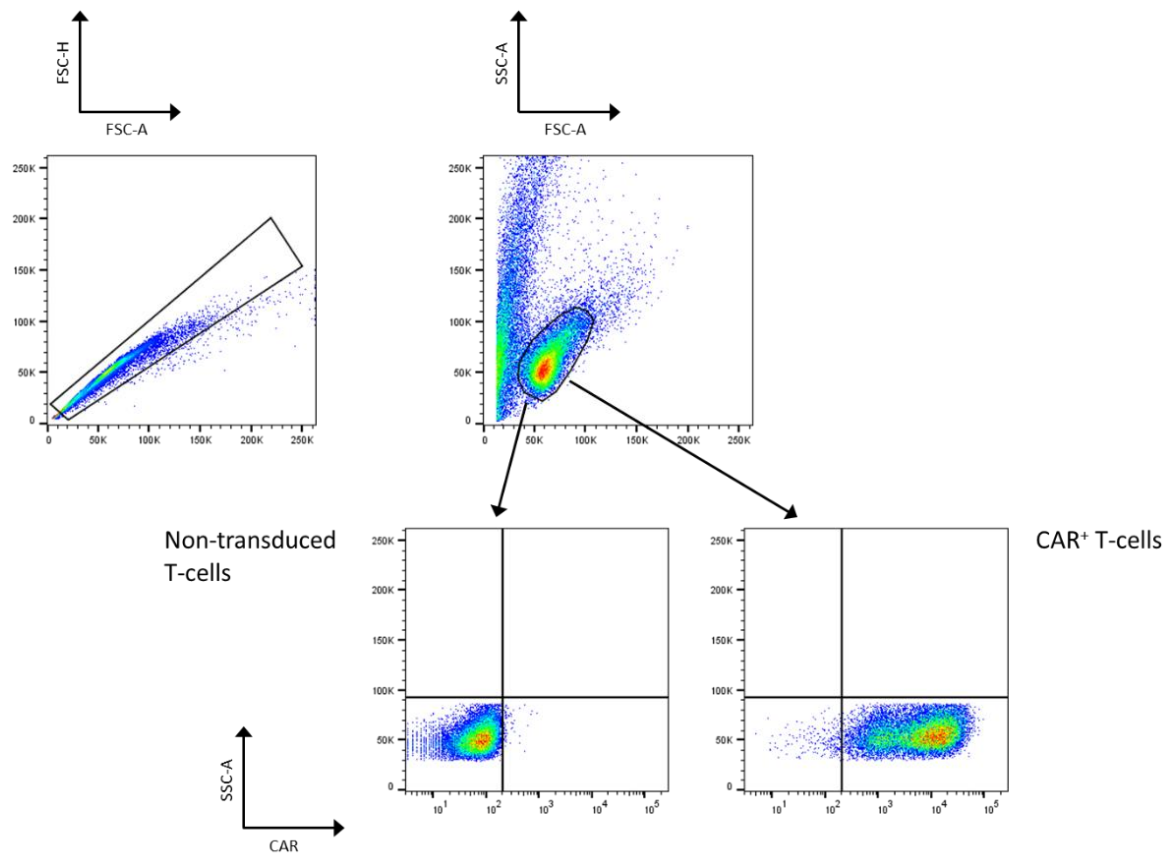 FSC-H
FSC-A
SSC-A
FSC-A
250K
200K
150K
100K
50K
0
0
50K
100K
150K
200K
250K
250K
200K
150K
100K
50K
0
0
50K
100K
150K
200K
250K
Non-transduced
T-cells
250K
200K
150K
100K
50K
0
10¹
10²
10³
10⁴
10⁵
250K
200K
150K
100K
50K
0
10¹
10²
10³
10⁴
10⁵
CAR⁺ T-cells
SSC-A
CAR